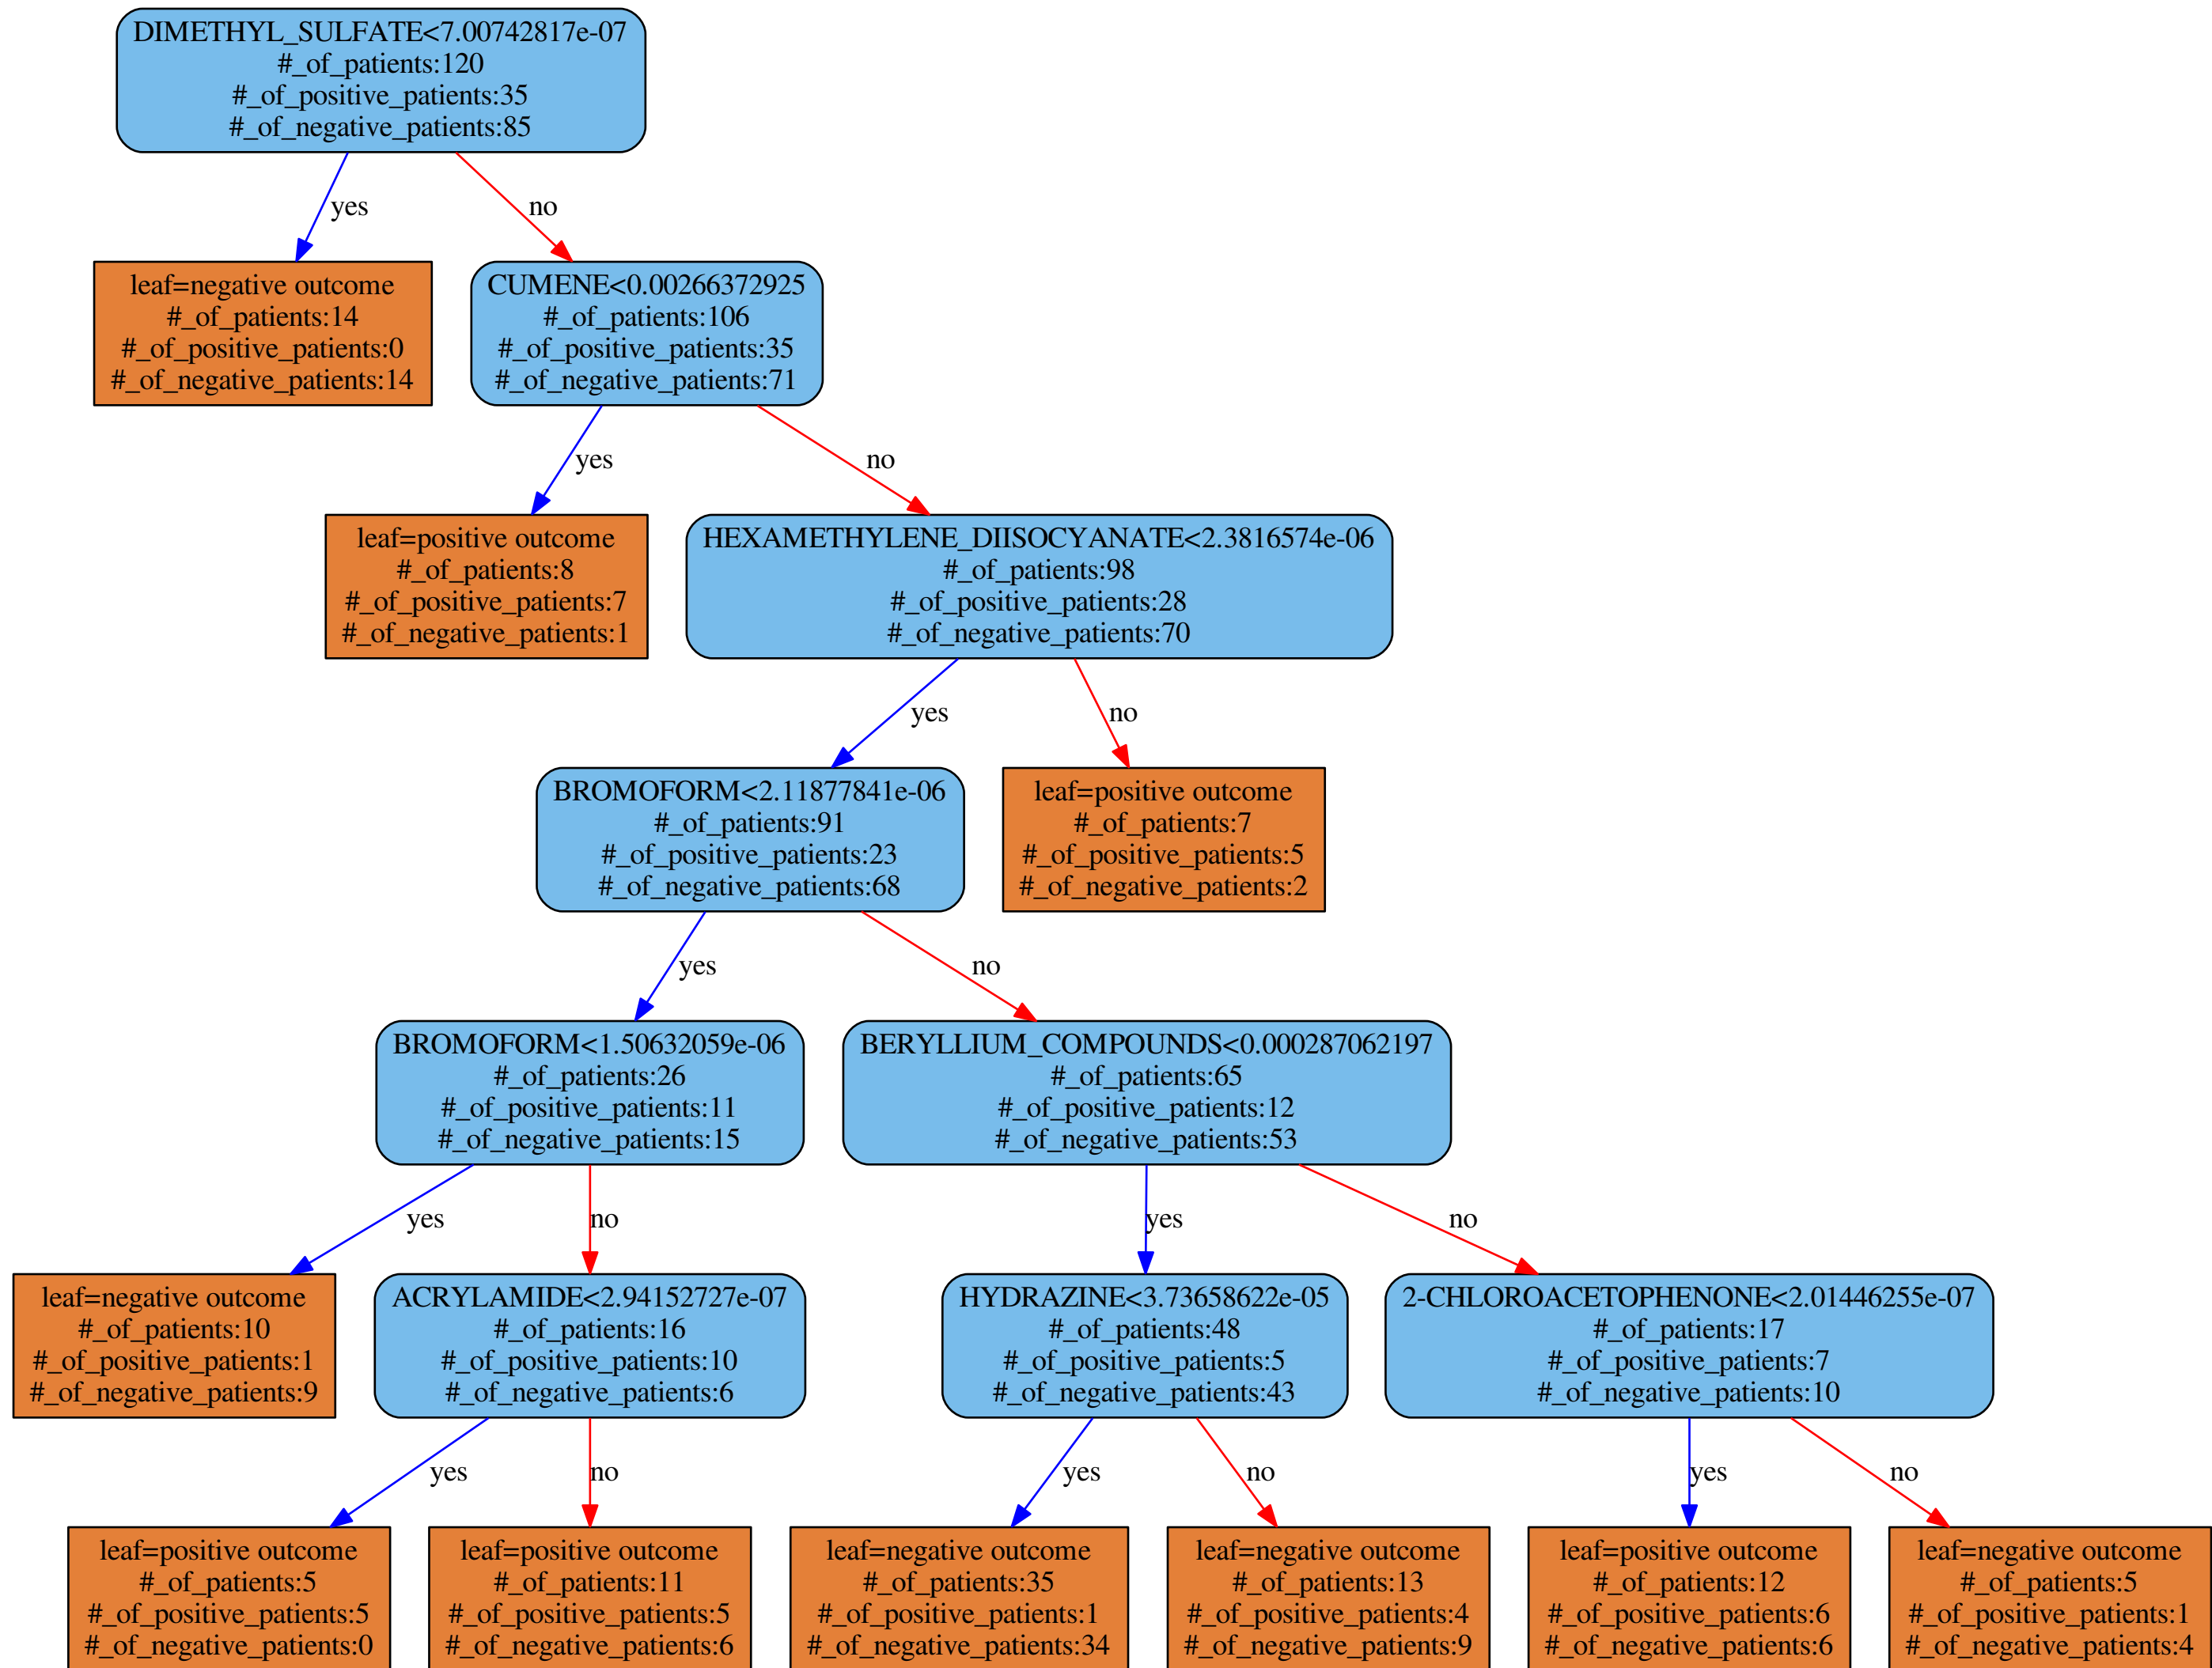 DIMETHYL_SULFATE<7.00742817e-07
#_of_patients:120
#_of_positive_patients:35
#_of_negative_patients:85
yes
no
leaf=negative outcome
#_of_patients:14
#_of_positive_patients:0
#_of_negative_patients:14
CUMENE<0.00266372925
#_of_patients:106
#_of_positive_patients:35
#_of_negative_patients:71
yes
no
leaf=positive outcome
#_of_patients:8
#_of_positive_patients:7
#_of_negative_patients:1
HEXAMETHYLENE_DIISOCYANATE<2.3816574e-06
#_of_patients:98
#_of_positive_patients:28
#_of_negative_patients:70
yes
no
BROMOFORM<2.11877841e-06
#_of_patients:91
#_of_positive_patients:23
#_of_negative_patients:68
leaf=positive outcome
#_of_patients:7
#_of_positive_patients:5
#_of_negative_patients:2
yes
no
BROMOFORM<1.50632059e-06
#_of_patients:26
#_of_positive_patients:11
#_of_negative_patients:15
BERYLLIUM_COMPOUNDS<0.000287062197
#_of_patients:65
#_of_positive_patients:12
#_of_negative_patients:53
yes
no
yes
no
leaf=negative outcome
#_of_patients:10
#_of_positive_patients:1
#_of_negative_patients:9
ACRYLAMIDE<2.94152727e-07
#_of_patients:16
#_of_positive_patients:10
#_of_negative_patients:6
HYDRAZINE<3.73658622e-05
#_of_patients:48
#_of_positive_patients:5
#_of_negative_patients:43
2-CHLOROACETOPHENONE<2.01446255e-07
#_of_patients:17
#_of_positive_patients:7
#_of_negative_patients:10
yes
no
yes
no
yes
no
leaf=positive outcome
#_of_patients:5
#_of_positive_patients:5
#_of_negative_patients:0
leaf=positive outcome
#_of_patients:11
#_of_positive_patients:5
#_of_negative_patients:6
leaf=negative outcome
#_of_patients:35
#_of_positive_patients:1
#_of_negative_patients:34
leaf=negative outcome
#_of_patients:13
#_of_positive_patients:4
#_of_negative_patients:9
leaf=positive outcome
#_of_patients:12
#_of_positive_patients:6
#_of_negative_patients:6
leaf=negative outcome
#_of_patients:5
#_of_positive_patients:1
#_of_negative_patients:4